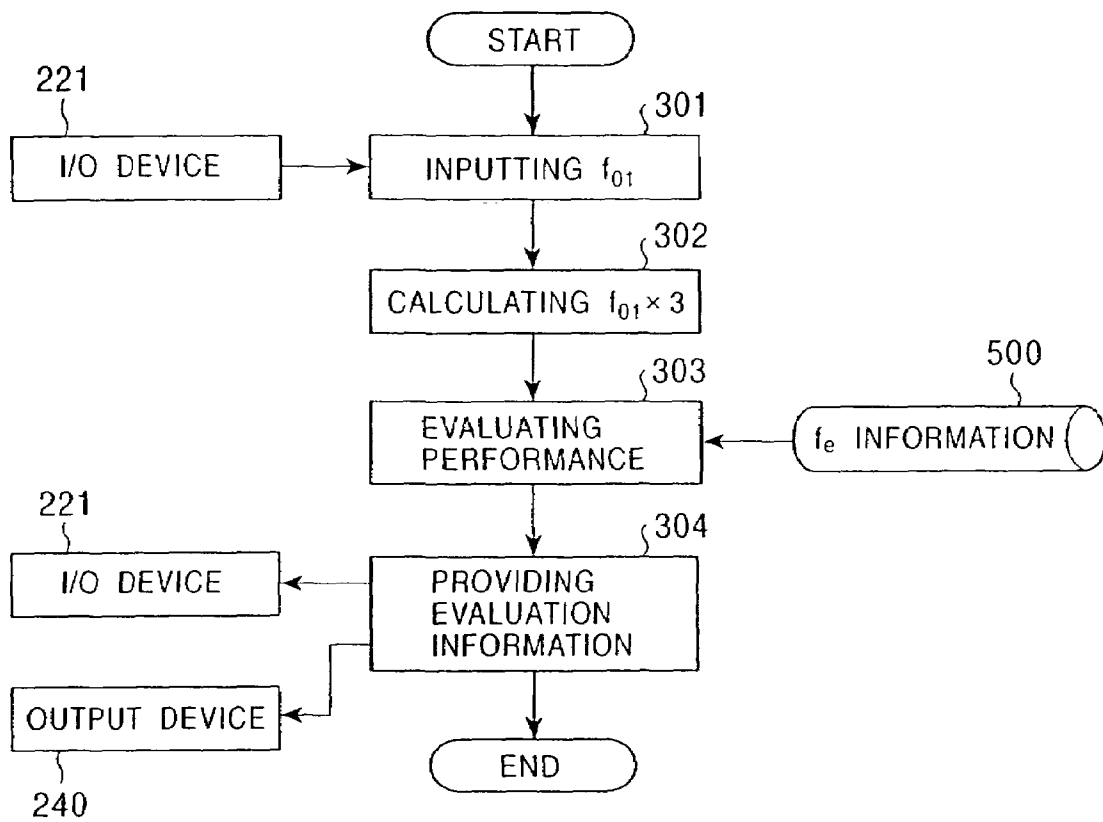 START
221
301
I/O DEVICE
INPUTTING f₀₁
302
CALCULATING f₀₁ × 3
303
500
EVALUATING
PERFORMANCE
fₑ INFORMATION
221
304
I/O DEVICE
PROVIDING
EVALUATION
INFORMATION
OUTPUT DEVICE
240
END